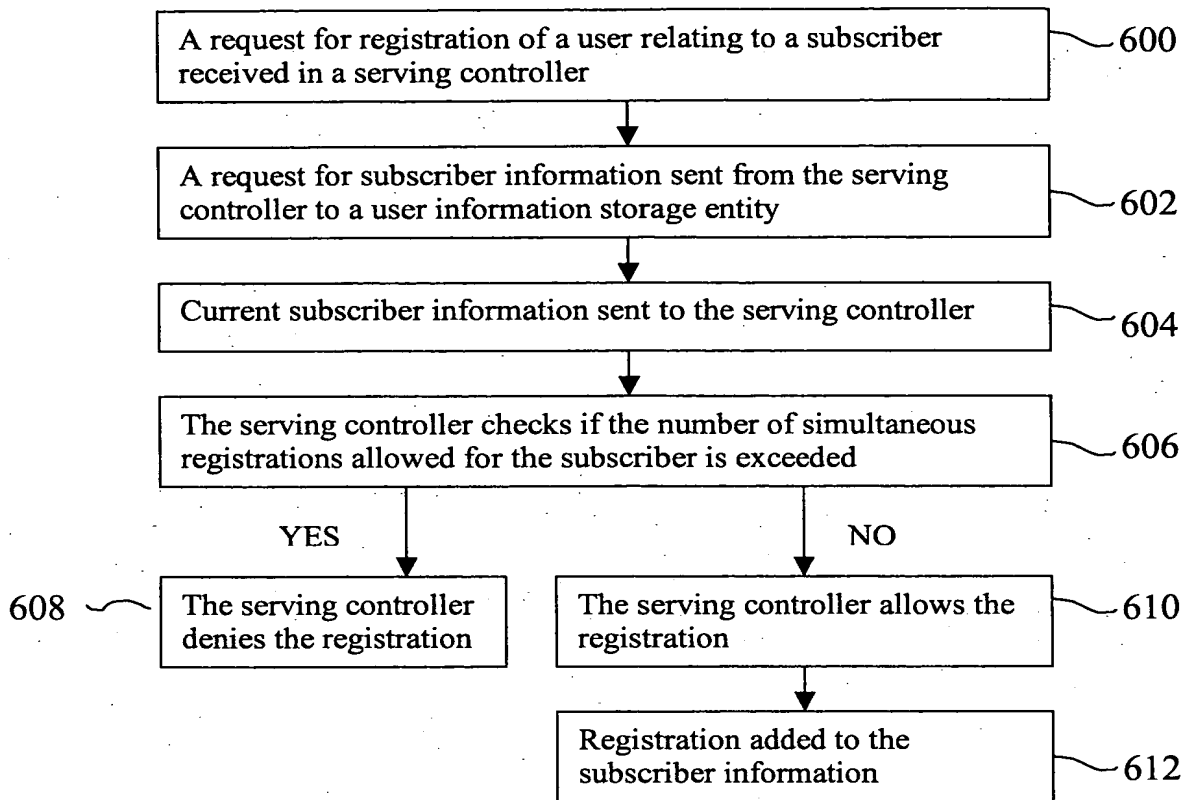 A request for registration of a user relating to a subscriber
received in a serving controller
600
A request for subscriber information sent from the serving
controller to a user information storage entity
602
Current subscriber information sent to the serving controller
604
The serving controller checks if the number of simultaneous
registrations allowed for the subscriber is exceeded
606
YES
NO
608
The serving controller
denies the registration
The serving controller allows the
registration
610
Registration added to the
subscriber information
612